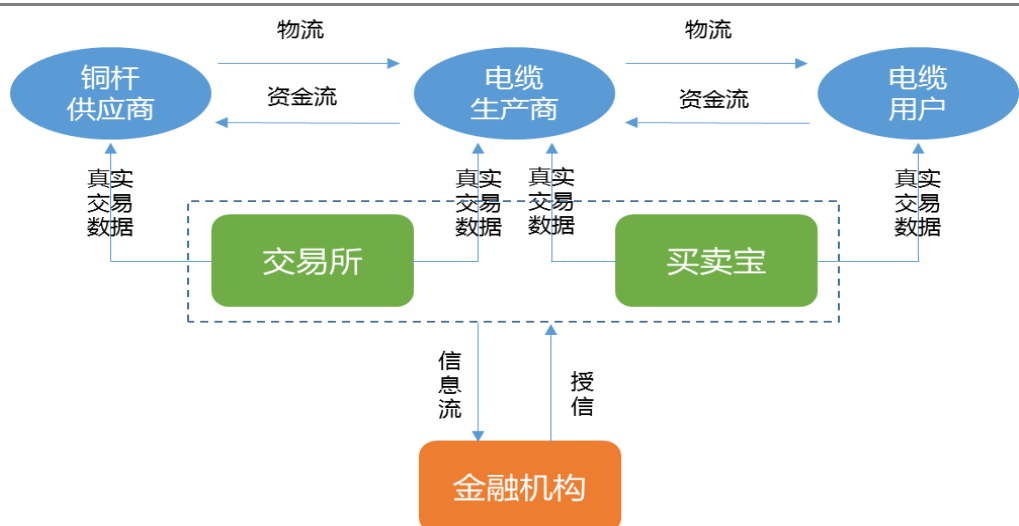 物流
物流
铜杆
供应商
资金流
电缆
生产商
资金流
电缆
用户
真实
交易
数据
真实
交易
数据
真实
交易
数据
真实
交易
数据
交易所
买卖宝
信
息
流
授
信
金融机构